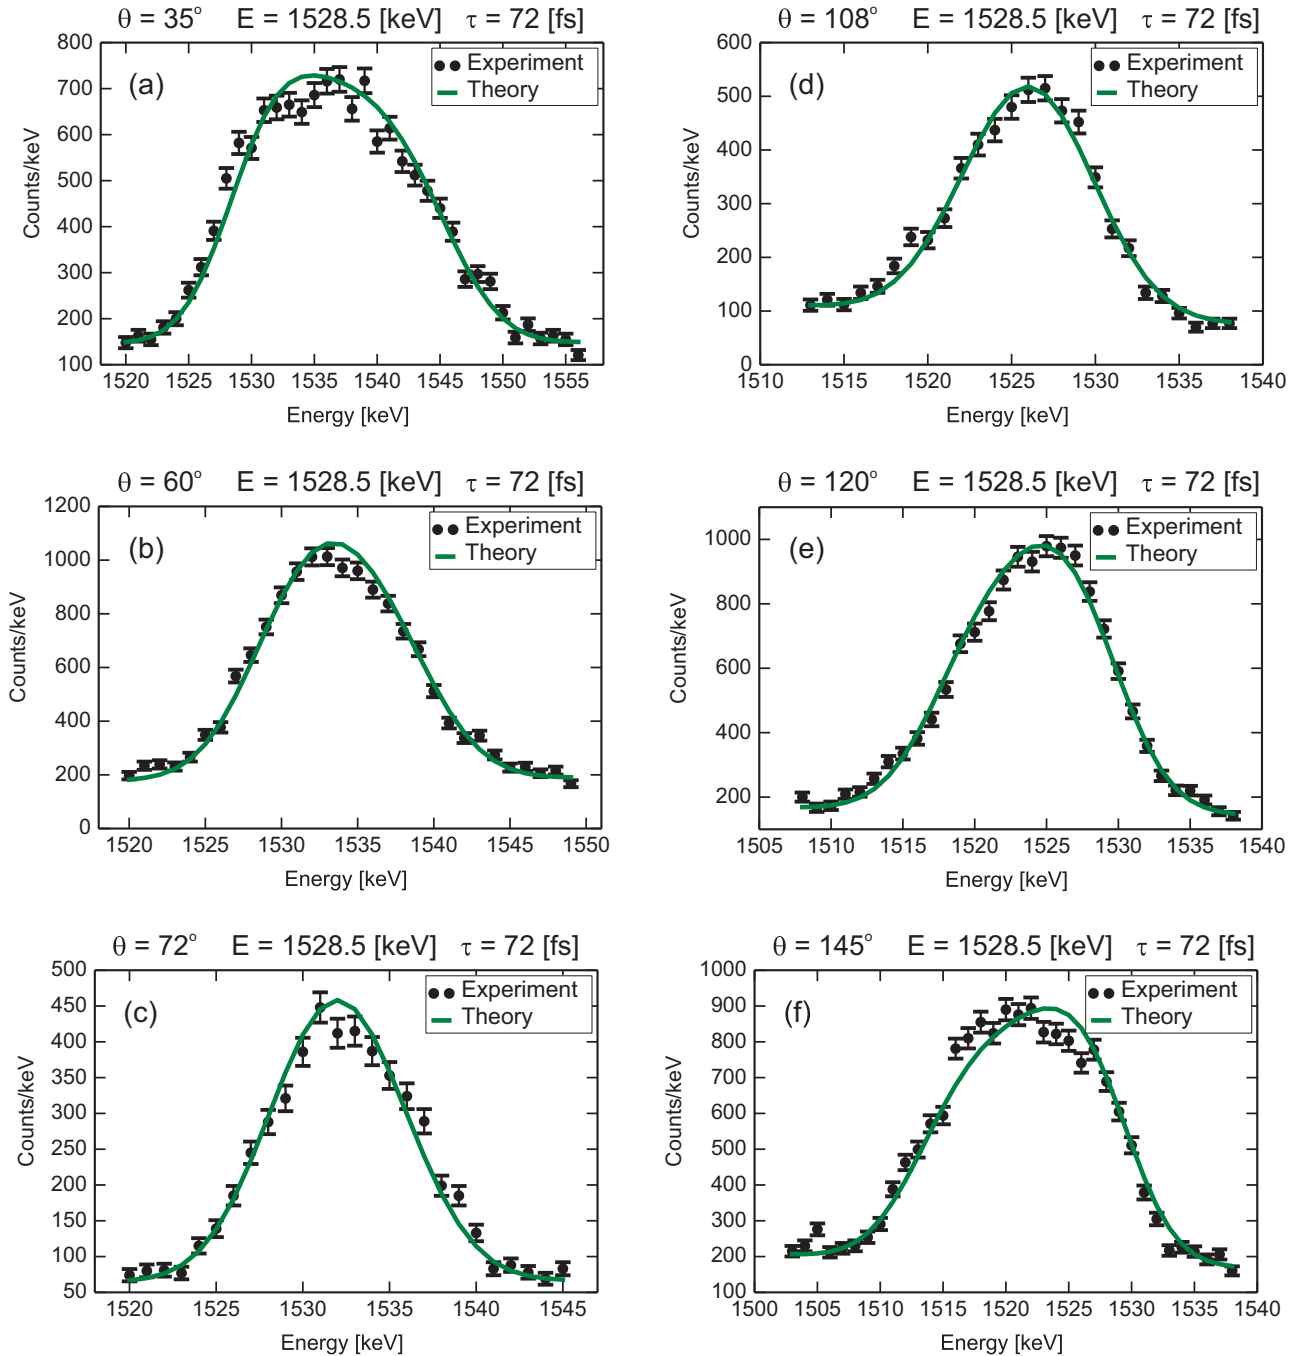 θ = 35° E = 1528.5 [keV] τ = 72 [fs]
800
700
600
500
400
300
200
100
Counts/keV
(a)
Experiment
Theory
1520 1525 1530 1535 1540 1545 1550 1555
Energy [keV]
θ = 108° E = 1528.5 [keV] τ = 72 [fs]
600
500
400
300
200
100
0
Counts/keV
(d)
Experiment
Theory
1510 1515 1520 1525 1530 1535 1540
Energy [keV]
θ = 60° E = 1528.5 [keV] τ = 72 [fs]
1200
1000
800
600
400
200
0
Counts/keV
(b)
Experiment
Theory
1520 1525 1530 1535 1540 1545 1550
Energy [keV]
θ = 120° E = 1528.5 [keV] τ = 72 [fs]
1000
800
600
400
200
Counts/keV
(e)
Experiment
Theory
1505 1510 1515 1520 1525 1530 1535 1540
Energy [keV]
θ = 72° E = 1528.5 [keV] τ = 72 [fs]
500
450
400
350
300
250
200
150
100
50
Counts/keV
(c)
Experiment
Theory
1520 1525 1530 1535 1540 1545
Energy [keV]
θ = 145° E = 1528.5 [keV] τ = 72 [fs]
1000
900
800
700
600
500
400
300
200
100
Counts/keV
(f)
Experiment
Theory
1500 1505 1510 1515 1520 1525 1530 1535 1540
Energy [keV]